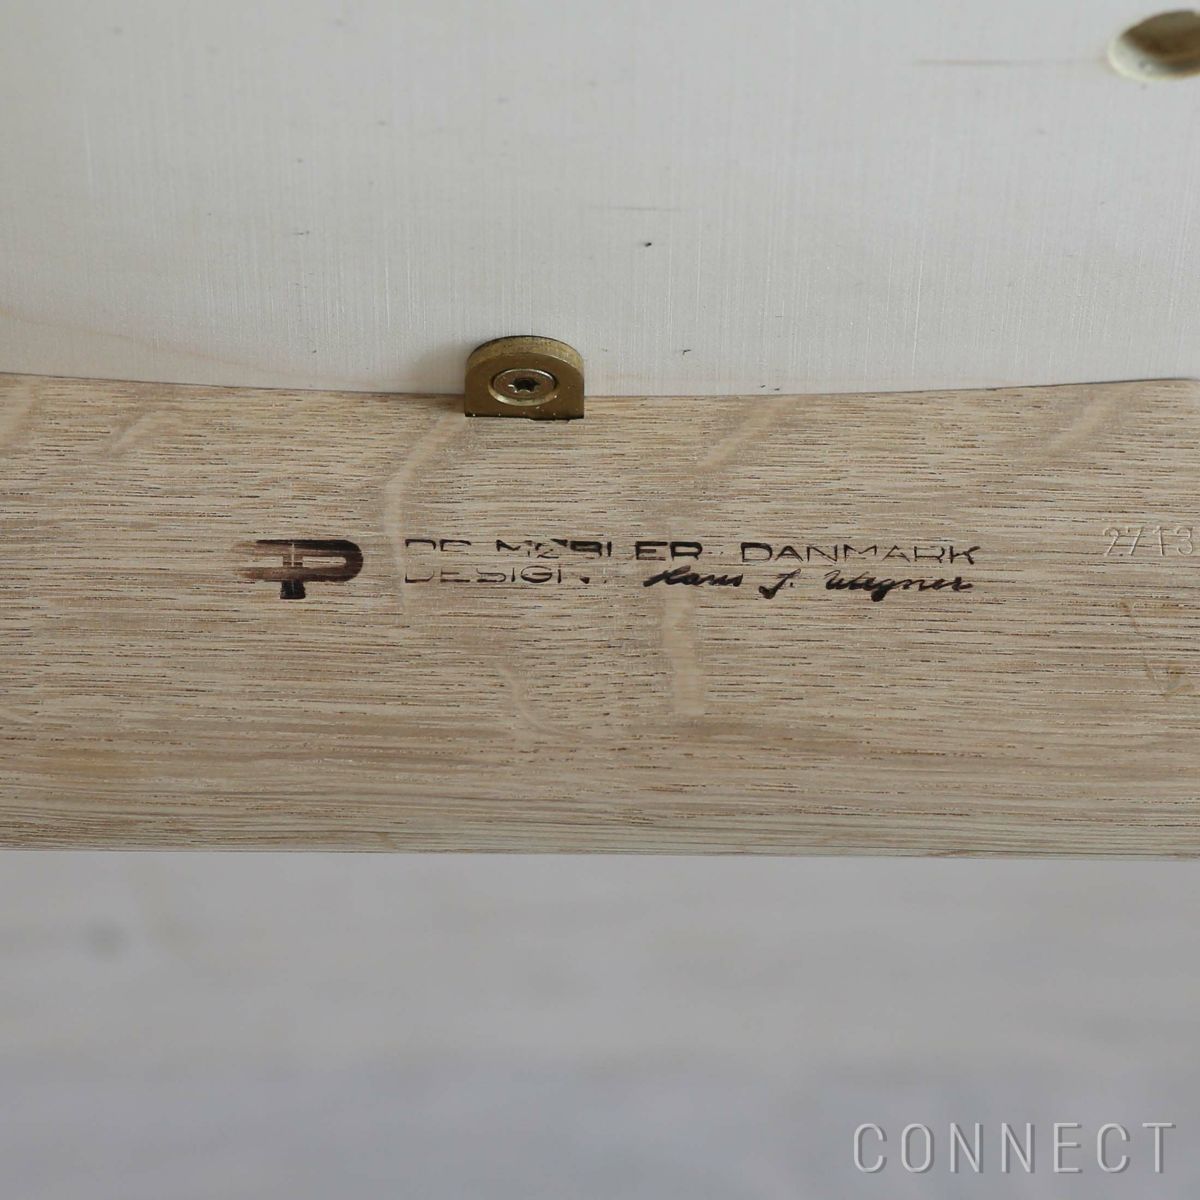 PP MØBLER · DANMARK
DESIGN: Hans J. Wegner
2713
CONNECT